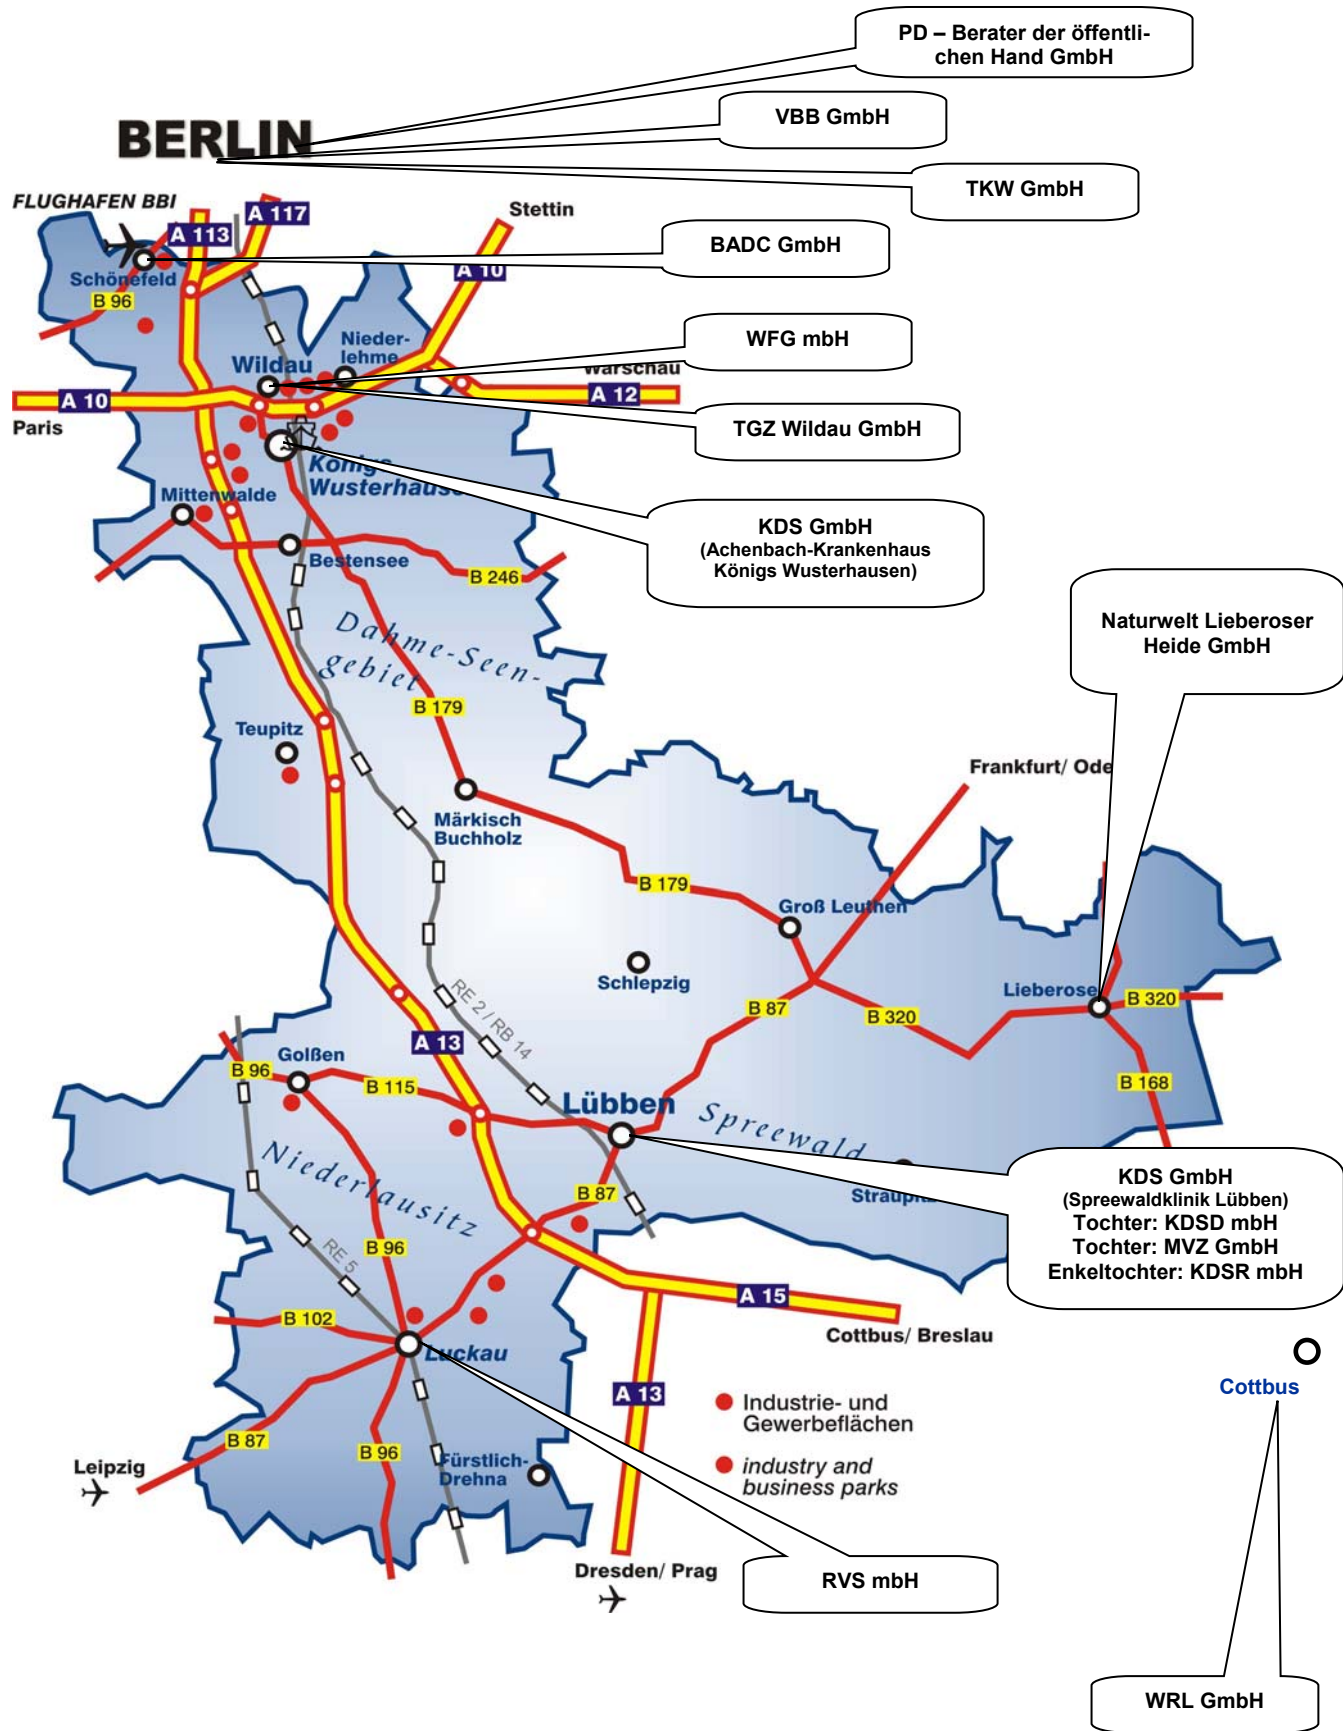 PD – Berater der öffentli-
chen Hand GmbH
VBB GmbH
BERLIN
TKW GmbH
FLUGHAFEN BBI
A 117
Stettin
A 113
BADC GmbH
A 10
Schönefeld
B 96
WFG mbH
Nieder-
lehme
Wildau
Warschau
A 10
A 12
Paris
TGZ Wildau GmbH
Königs
Wusterhause
Mittenwalde
KDS GmbH
(Achenbach-Krankenhaus
Königs Wusterhausen)
Bestensee
B 246
Naturwelt Lieberoser
Heide GmbH
Dahme-Seen-
gebiet
B 179
Teupitz
Frankfurt/ Ode
Märkisch
Buchholz
B 179
Groß Leuthen
Schlepzig
Lieberose
B 320
B 87
B 320
RE 2 / RB 14
A 13
Golßen
B 96
B 115
B 168
Lübben
Spreewald
Niederlausitz
KDS GmbH
(Spreewaldklinik Lübben)
Tochter: KDSD mbH
Tochter: MVZ GmbH
Enkeltochter: KDSR mbH
B 87
Straupitz
B 96
RE 5
A 15
B 102
Cottbus/ Breslau
Luckau
Cottbus
A 13
Industrie- und
Gewerbeflächen
B 87
B 96
Leipzig
Fürstlich-
Drehna
industry and
business parks
Dresden/ Prag
RVS mbH
WRL GmbH